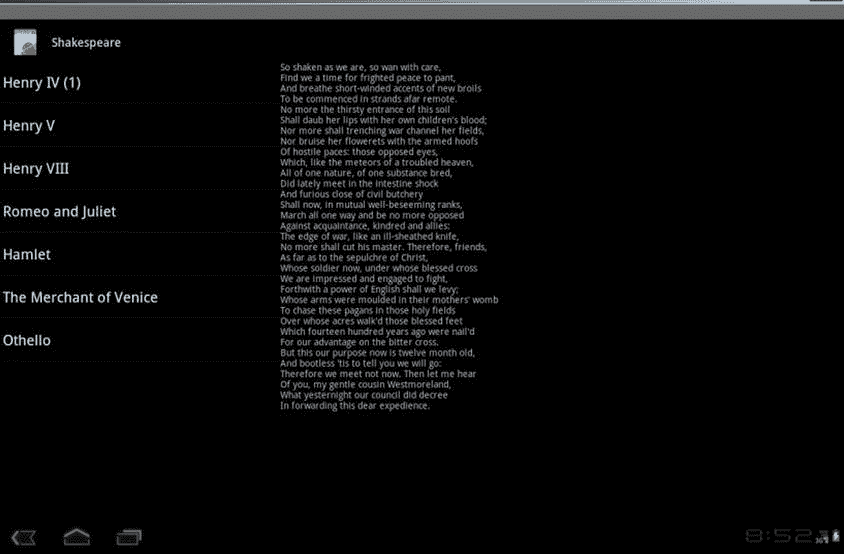 Shakespeare
Henry IV (1)
Henry V
Henry VIII
Romeo and Juliet
Hamlet
The Merchant of Venice
Othello
So shaken as we are, so wan with care,
Find we a time for frighted peace to pant,
And breathe short-winded accents of new broils
To be commenced in strands afar remote.
No more the thirsty entrance of this soil
Shall daub her lips with her own children's blood;
Nor more shall trenching war channel her fields,
Nor bruise her flowerets with the armed hoofs
Of hostile paces: those opposed eyes,
Which, like the meteors of a troubled heaven,
All of one nature, of one substance bred,
Did lately meet in the intestine shock
And furious close of civil butchery
Shall now, in mutual well-beseeming ranks,
March all one way and be no more opposed
Against acquaintance, kindred and allies:
The edge of war, like an ill-sheathed knife,
No more shall cut his master. Therefore, friends,
As far as to the sepulchre of Christ,
Whose soldier now, under whose blessed cross
We are impressed and engaged to fight,
Forthwith a power of English shall we levy;
Whose arms were moulded in their mothers' womb
To chase these pagans in those holy fields
Over whose acres walk'd those blessed feet
Which fourteen hundred years ago were nail'd
For our advantage on the bitter cross.
But this our purpose now is twelve month old,
And bootless 'tis to tell you we will go:
Therefore we meet not now. Then let me hear
Of you, my gentle cousin Westmoreland,
What yesternight our council did decree
In forwarding this dear expedience.
8:52